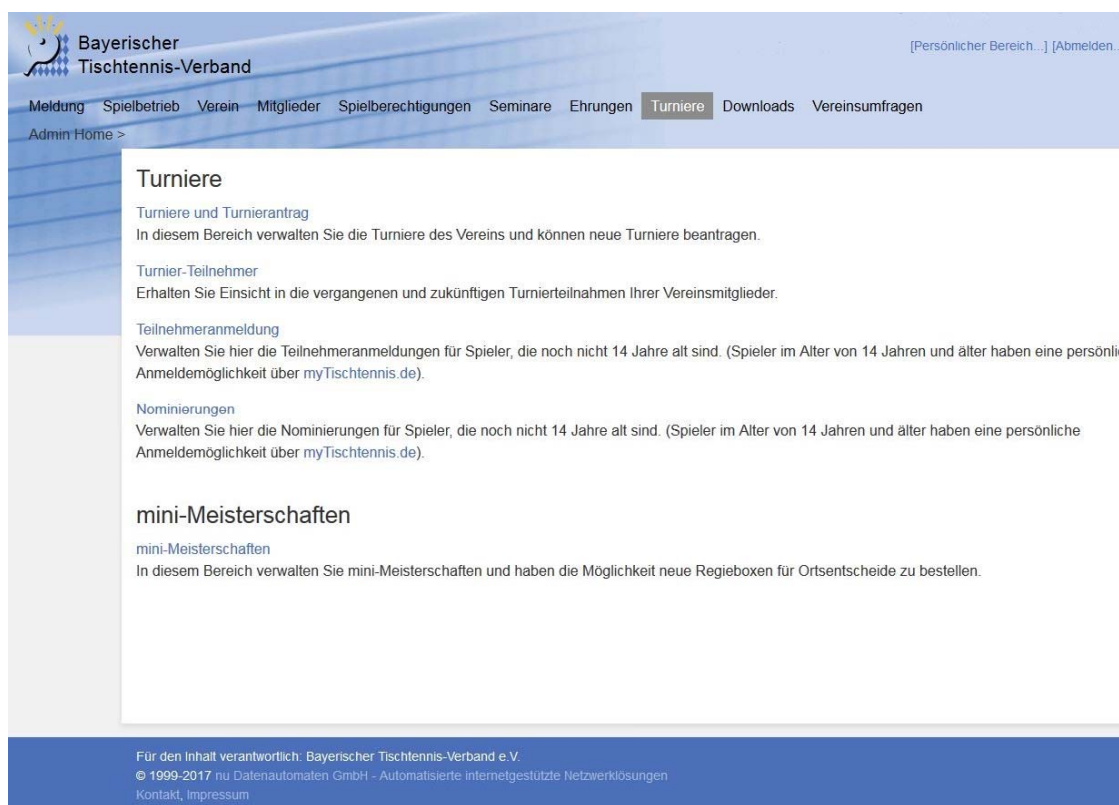 Bayerischer
Tischtennis-Verband
[Persönlicher Bereich...] [Abmelden...
Meldung Spielbetrieb Verein Mitglieder Spielberechtigungen Seminare Ehrungen Turniere Downloads Vereinsumfragen
Admin Home >
Turniere
Turniere und Turnierantrag
In diesem Bereich verwalten Sie die Turniere des Vereins und können neue Turniere beantragen.
Turnier-Teilnehmer
Erhalten Sie Einsicht in die vergangenen und zukünftigen Turnierteilnahmen Ihrer Vereinsmitglieder.
Teilnehmeranmeldung
Verwalten Sie hier die Teilnehmeranmeldungen für Spieler, die noch nicht 14 Jahre alt sind. (Spieler im Alter von 14 Jahren und älter haben eine persönli
Anmeldemöglichkeit über myTischtennis.de).
Nominierungen
Verwalten Sie hier die Nominierungen für Spieler, die noch nicht 14 Jahre alt sind. (Spieler im Alter von 14 Jahren und älter haben eine persönliche
Anmeldemöglichkeit über myTischtennis.de).
mini-Meisterschaften
mini-Meisterschaften
In diesem Bereich verwalten Sie mini-Meisterschaften und haben die Möglichkeit neue Regieboxen für Ortsentscheide zu bestellen.
Für den Inhalt verantwortlich: Bayerischer Tischtennis-Verband e.V.
© 1999-2017 nu Datenautomaten GmbH - Automatisierte internetgestützte Netzwerklösungen
Kontakt, Impressum